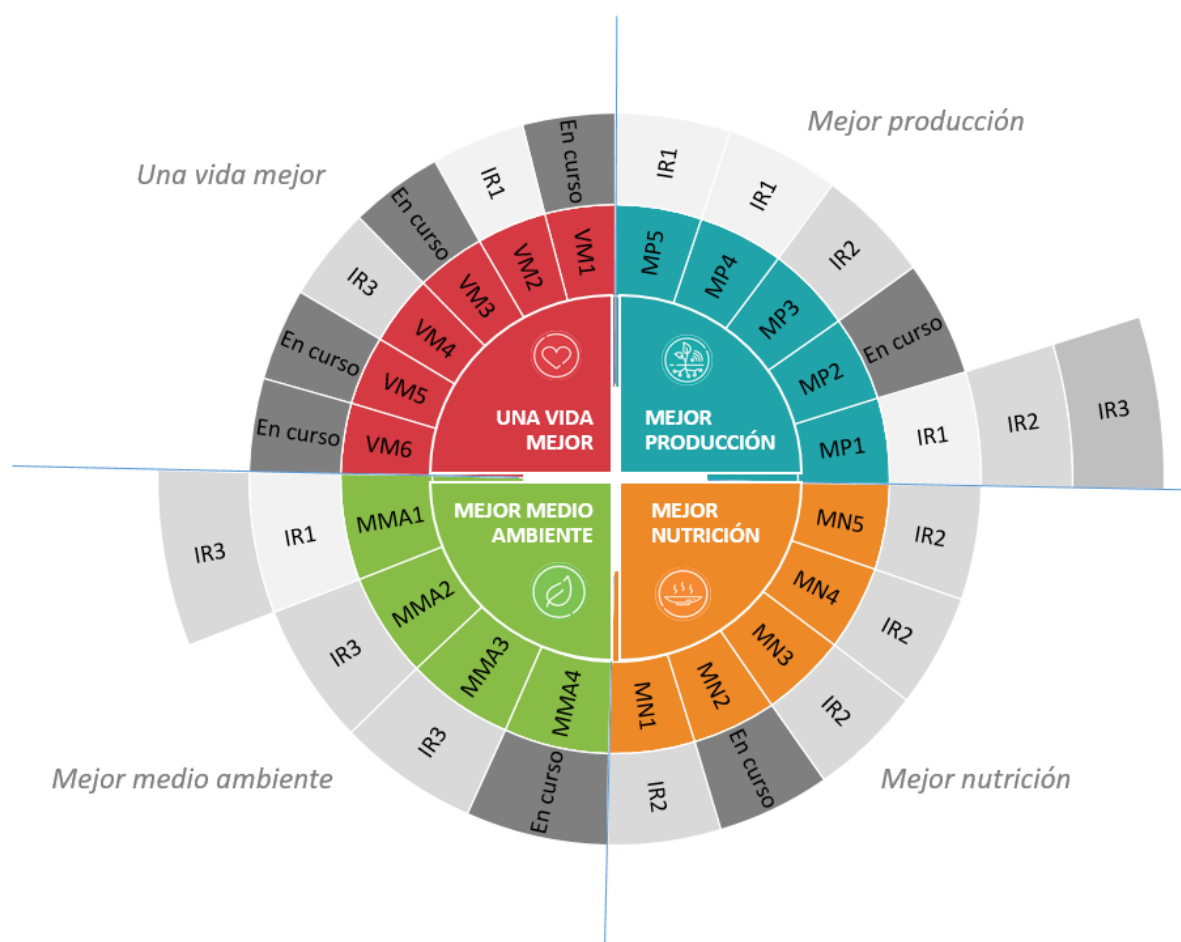 Una vida mejor
Mejor producción
En curso
IR1
En curso
IR3
En curso
En curso
VM1
VM2
VM3
VM4
VM5
VM6
UNA VIDA
MEJOR
IR1
IR1
IR2
En curso
IR1
IR2
IR3
MP5
MP4
MP3
MP2
MP1
MEJOR
PRODUCCIÓN
MEJOR MEDIO
AMBIENTE
MMA1
MMA2
MMA3
MMA4
IR3
IR1
IR3
IR3
En curso
Mejor medio ambiente
MEJOR
NUTRICIÓN
MN5
MN4
MN3
MN2
MN1
IR2
IR2
IR2
En curso
IR2
Mejor nutrición